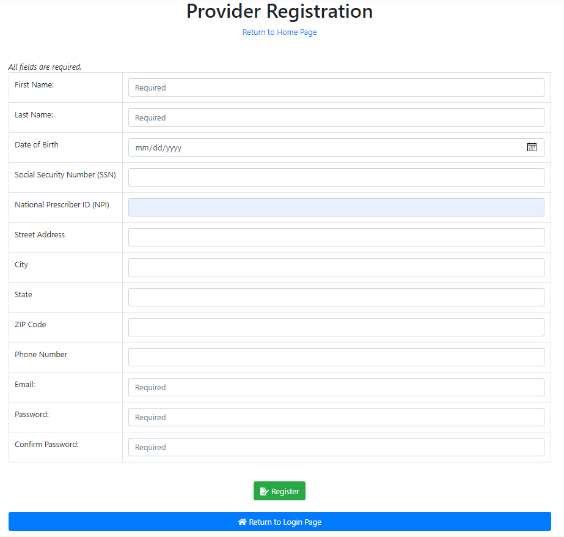 Provider Registration
Return to Home Page
All fields are required.
First Name: Required
Last Name: Required
Date of Birth mm/dd/yyyy
Social Security Number (SSN)
National Prescriber ID (NPI)
Street Address
City
State
ZIP Code
Phone Number
Email: Required
Password: Required
Confirm Password: Required
Register
Return to Login Page